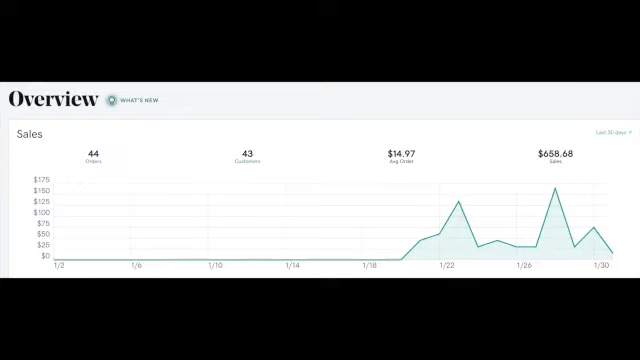 Overview WHAT'S NEW
Sales
Last 30 days
44 43 $14.97 $658.68
Orders Customers Avg Order Sales
$175
$150
$125
$100
$75
$50
$25
$0
1/2 1/6 1/10 1/14 1/18 1/22 1/26 1/30